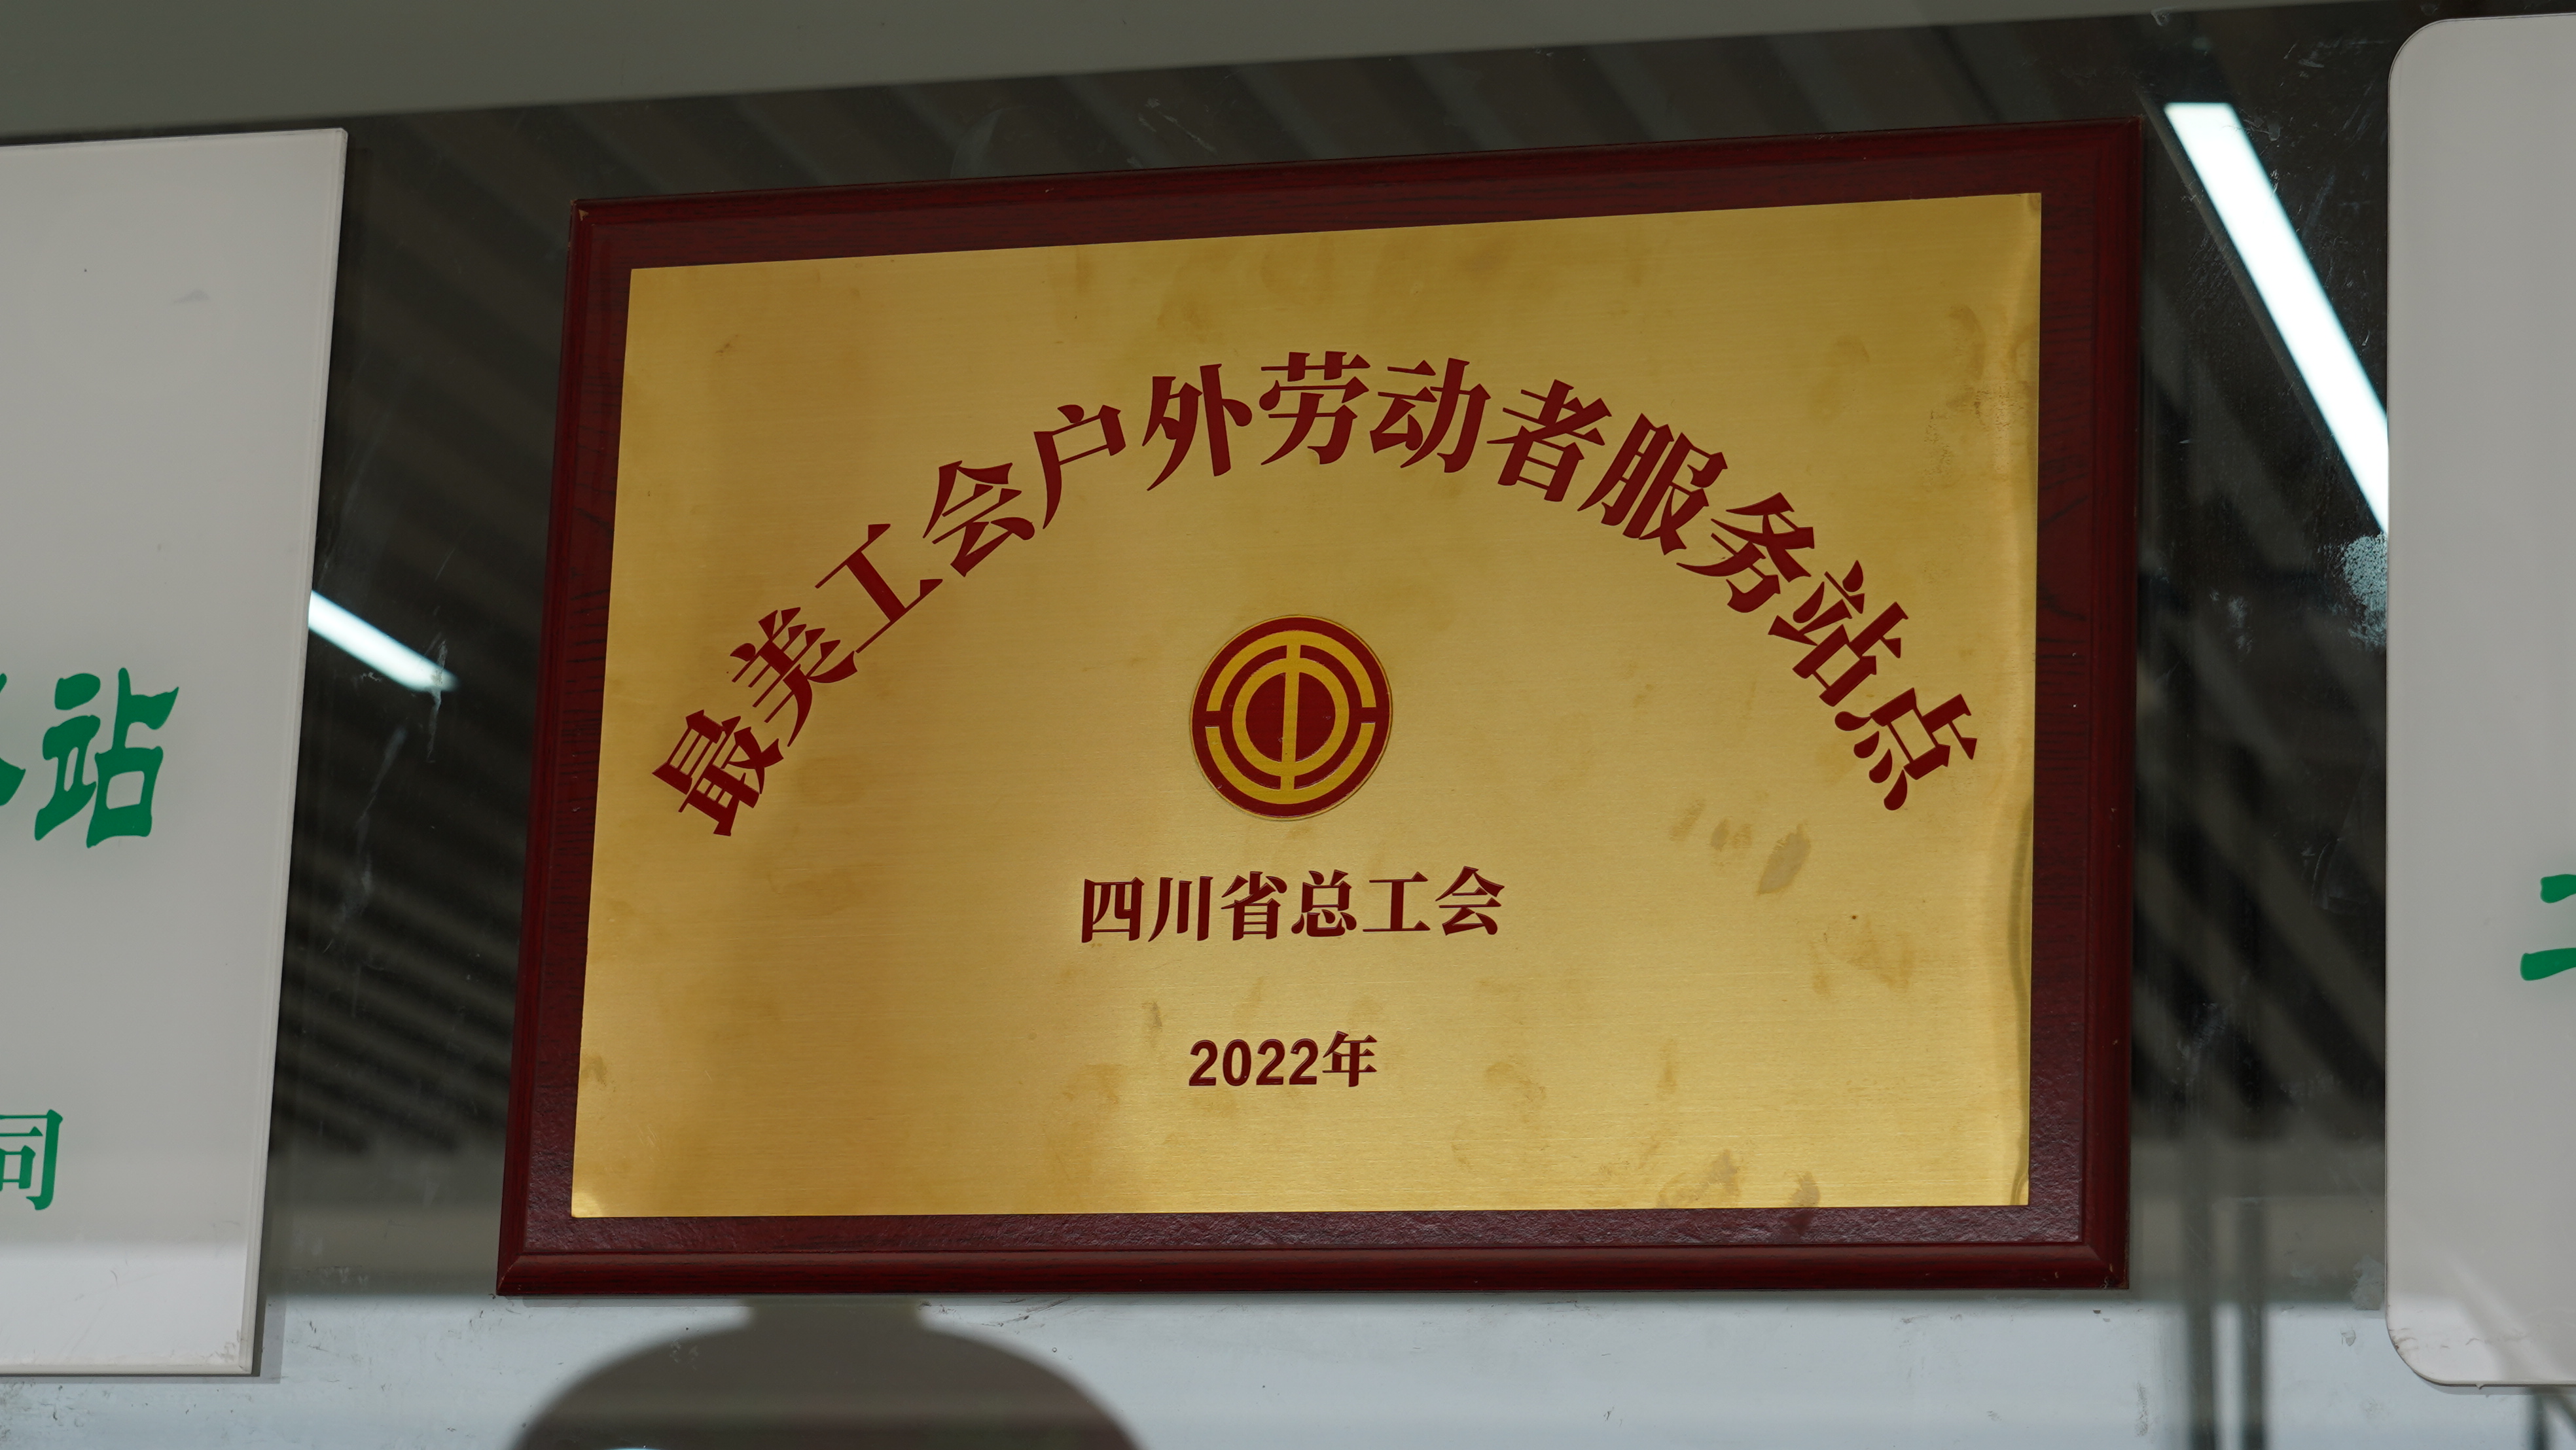 最美工会户外劳动者服务站点
四川省总工会
2022年
站
同